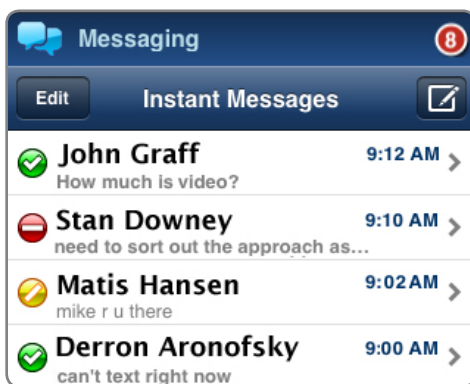 Messaging
8
Edit
Instant Messages
John Graff
9:12 AM
How much is video?
Stan Downey
9:10 AM
need to sort out the approach as...
Matis Hansen
9:02AM
mike r u there
Derron Aronofsky
9:00 AM
can't text right now